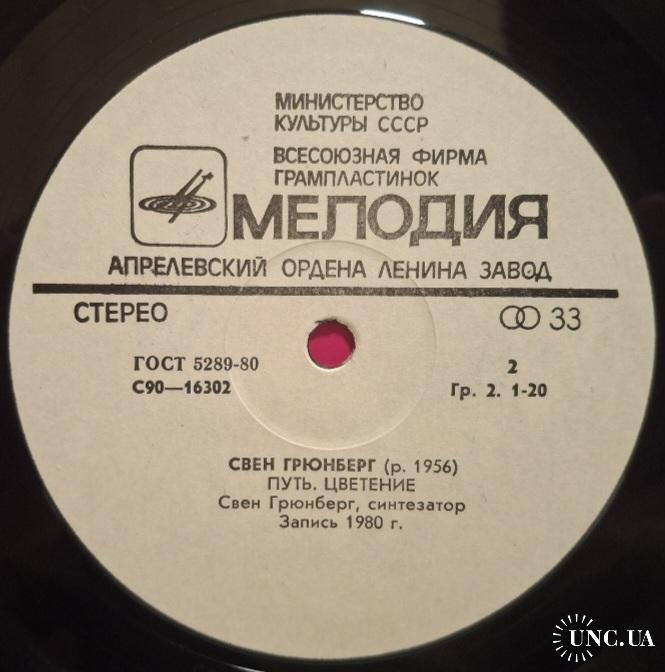 МИНИСТЕРСТВО
КУЛЬТУРЫ СССР
ВСЕСОЮЗНАЯ ФИРМА
ГРАМПЛАСТИНОК
МЕЛОДИЯ
АПРЕЛЕВСКИЙ ОРДЕНА ЛЕНИНА ЗАВОД
СТЕРЕО
33
ГОСТ 5289-80
2
С90—16302
Гр. 2. 1-20
СВЕН ГРЮНБЕРГ (р. 1956)
ПУТЬ. ЦВЕТЕНИЕ
Свен Грюнберг, синтезатор
Запись 1980 г.
UNC.UA